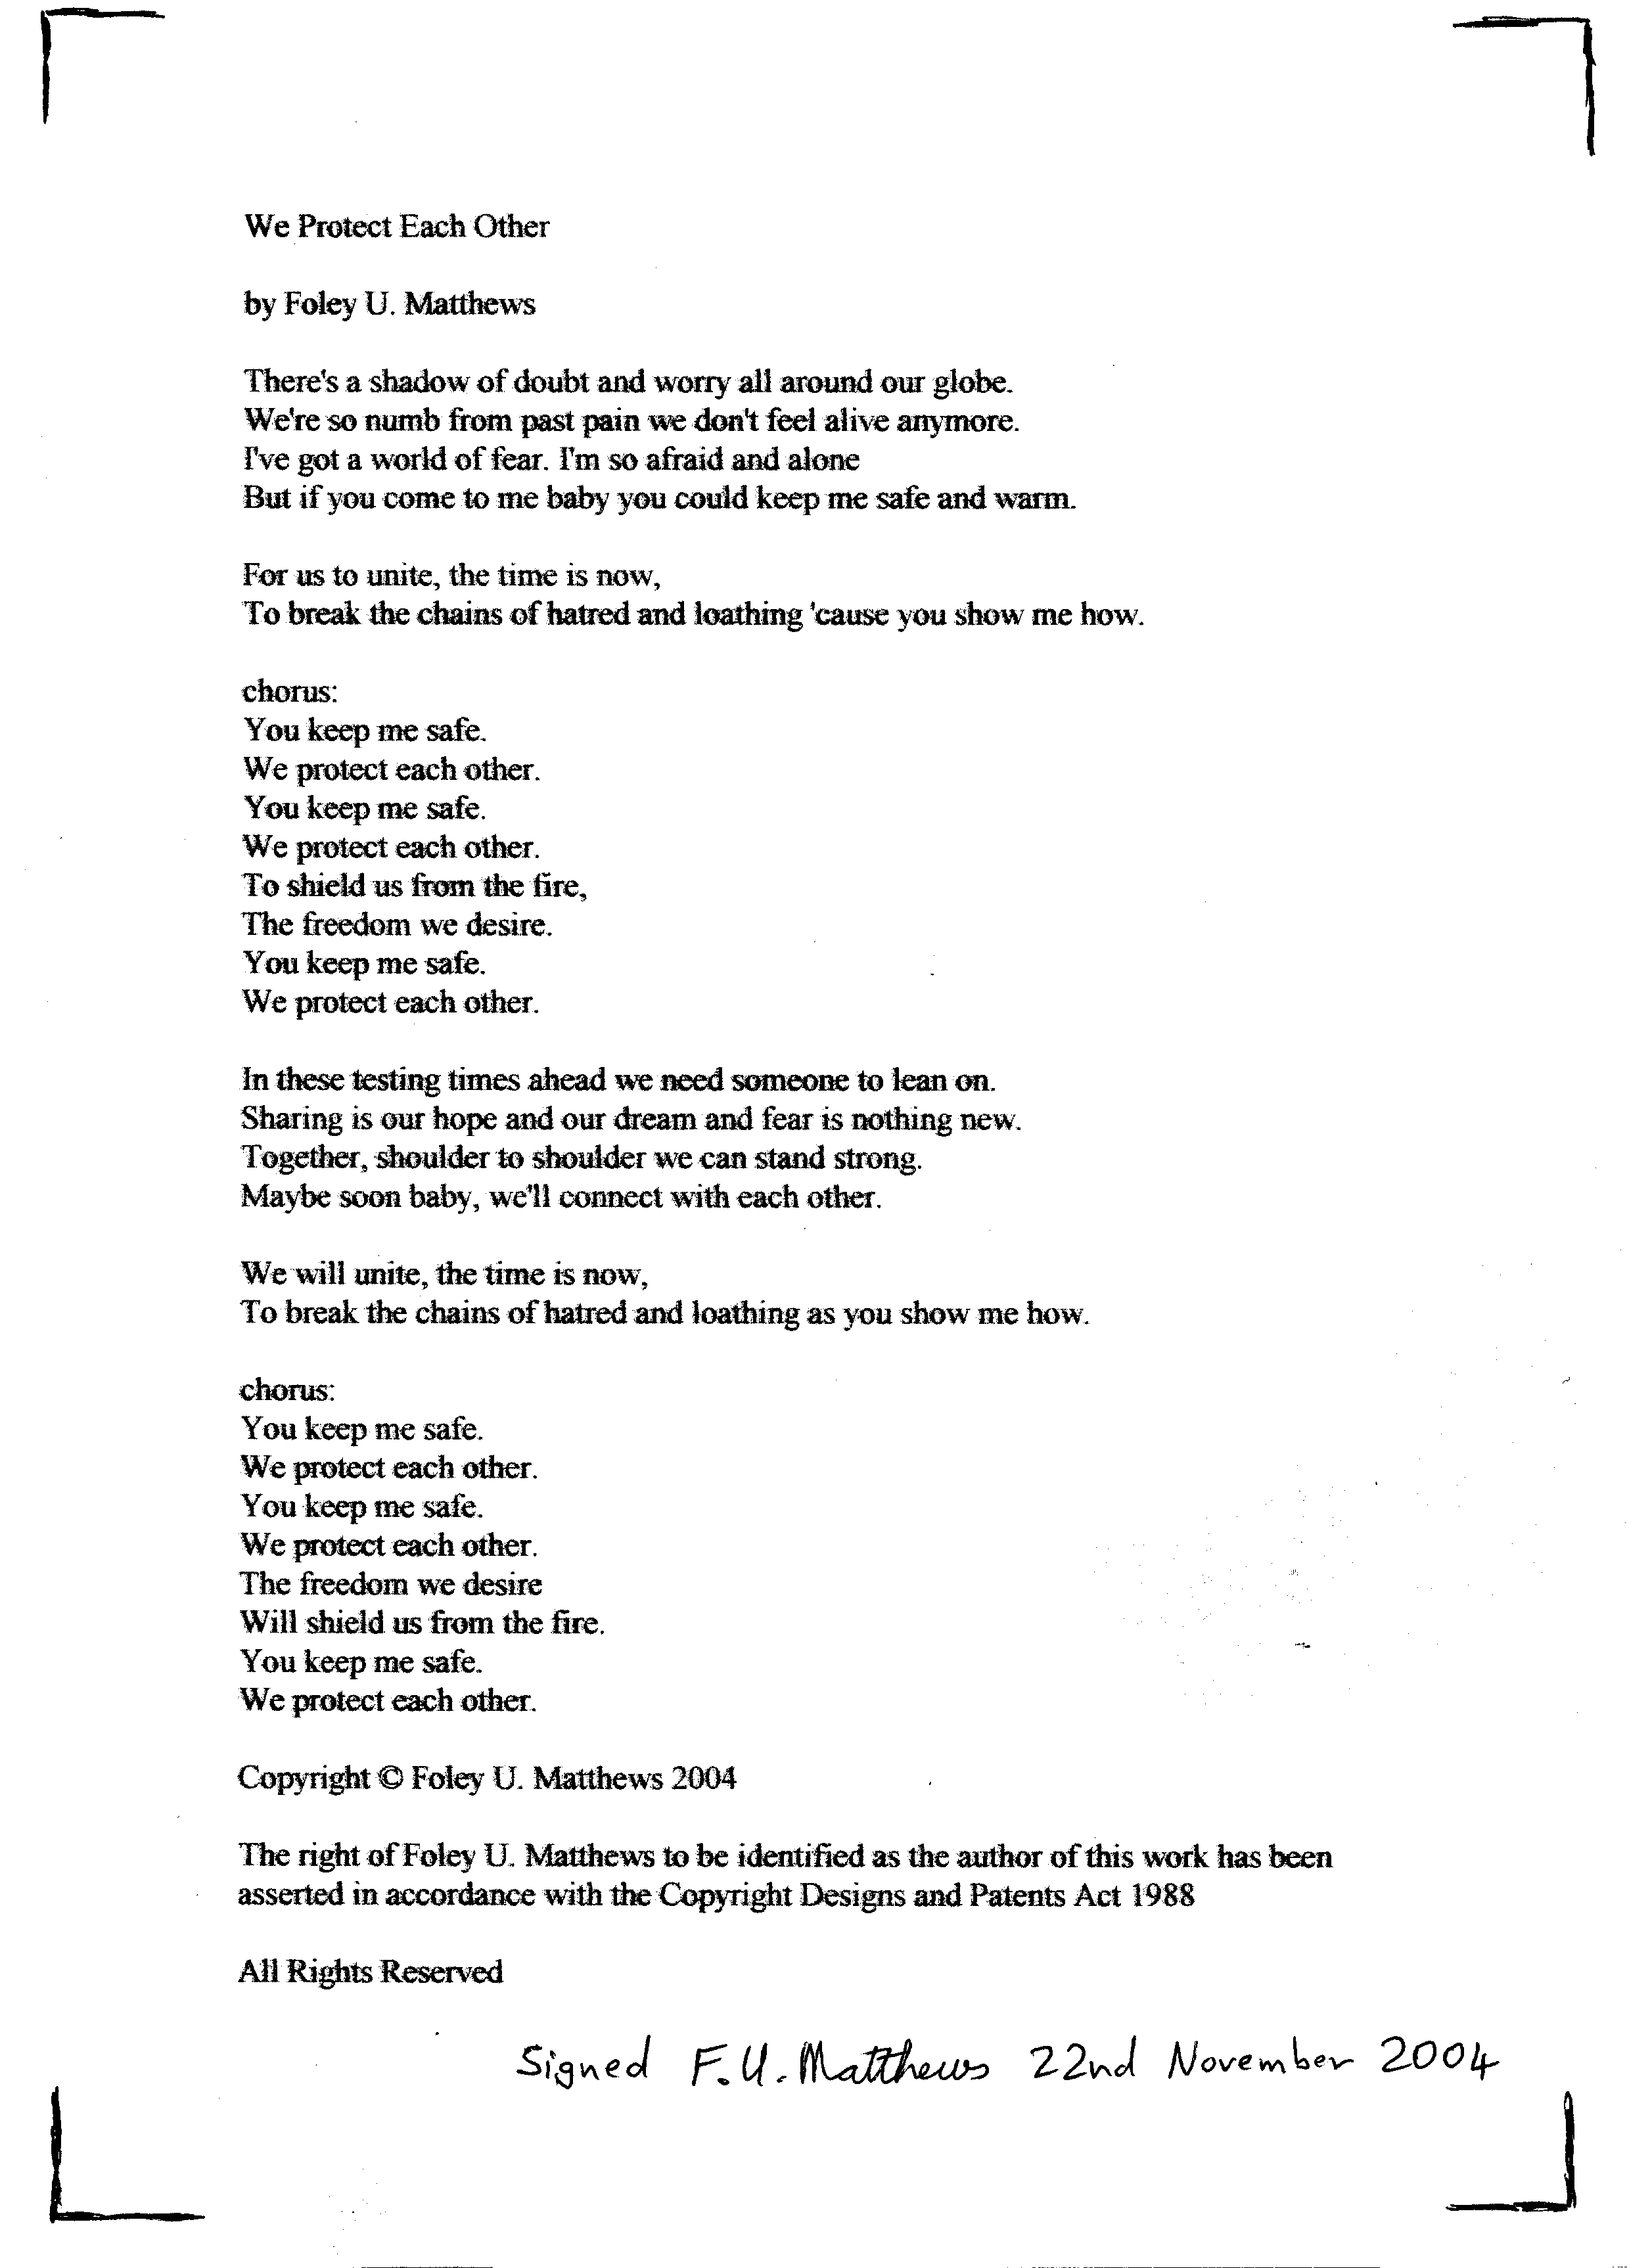 We Protect Each Other
by Foley U. Matthews
There's a shadow of doubt and worry all around our globe.
We're so numb from past pain we don't feel alive anymore.
I've got a world of fear. I'm so afraid and alone
But if you come to me baby you could keep me safe and warm.
For us to unite, the time is now,
To break the chains of hatred and loathing 'cause you show me how.
chorus:
You keep me safe.
We protect each other.
You keep me safe.
We protect each other.
To shield us from the fire,
The freedom we desire.
You keep me safe.
We protect each other.
In these testing times ahead we need someone to lean on.
Sharing is our hope and our dream and fear is nothing new.
Together, shoulder to shoulder we can stand strong.
Maybe soon baby, we'll connect with each other.
We will unite, the time is now,
To break the chains of hatred and loathing as you show me how.
chorus:
You keep me safe.
We protect each other.
You keep me safe.
We protect each other.
The freedom we desire
Will shield us from the fire.
You keep me safe.
We protect each other.
Copyright © Foley U. Matthews 2004
The right of Foley U. Matthews to be identified as the author of this work has been
asserted in accordance with the Copyright Designs and Patents Act 1988
All Rights Reserved
Signed F.U. Matthews 22nd November 2004